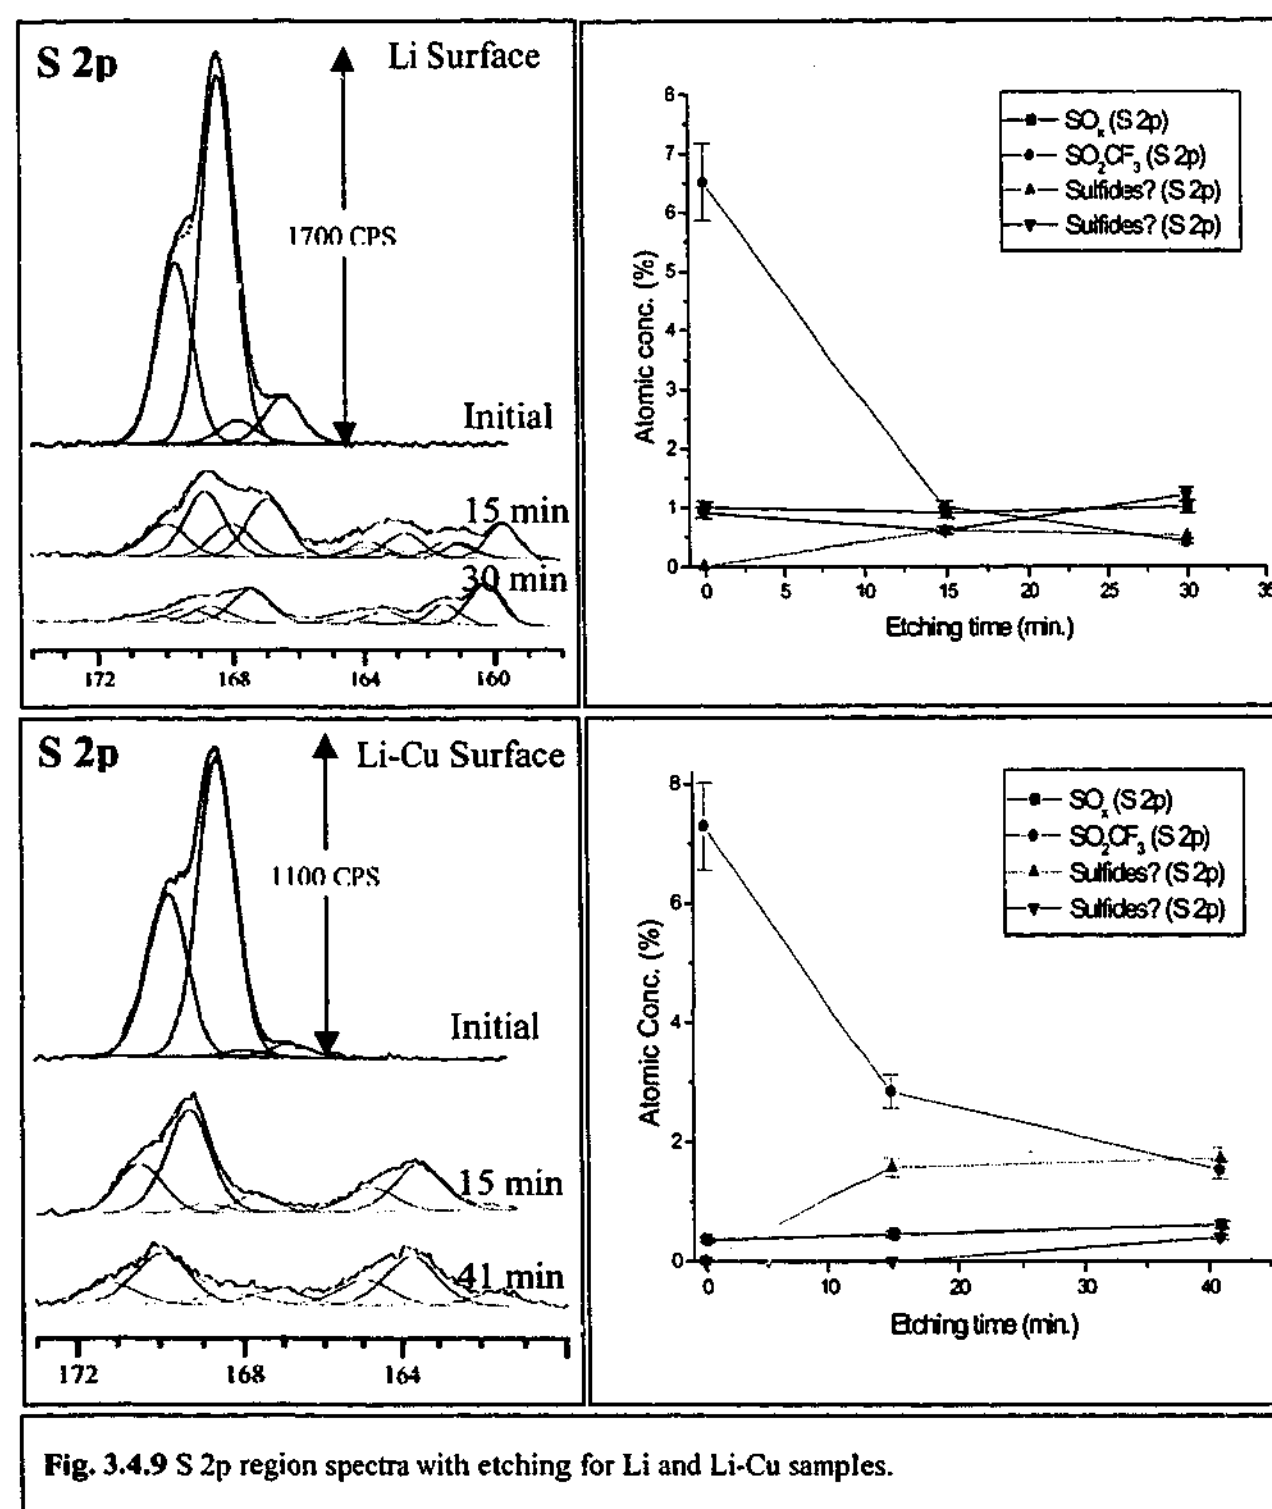 S 2p
Li Surface
1700 CPS
Initial
15 min
30 min
172
168
164
160
8
7
6
5
4
3
2
1
0
Atomic conc. (%)
SOₓ (S 2p)
SO₂CF₃ (S 2p)
Sulfides? (S 2p)
Sulfides? (S 2p)
0
5
10
15
20
25
30
35
Etching time (min.)
S 2p
Li-Cu Surface
1100 CPS
Initial
15 min
41 min
172
168
164
8
6
4
2
0
Atomic Conc. (%)
SOₓ (S 2p)
SO₂CF₃ (S 2p)
Sulfides? (S 2p)
Sulfides? (S 2p)
0
10
20
30
40
Etching time (min.)
Fig. 3.4.9 S 2p region spectra with etching for Li and Li-Cu samples.